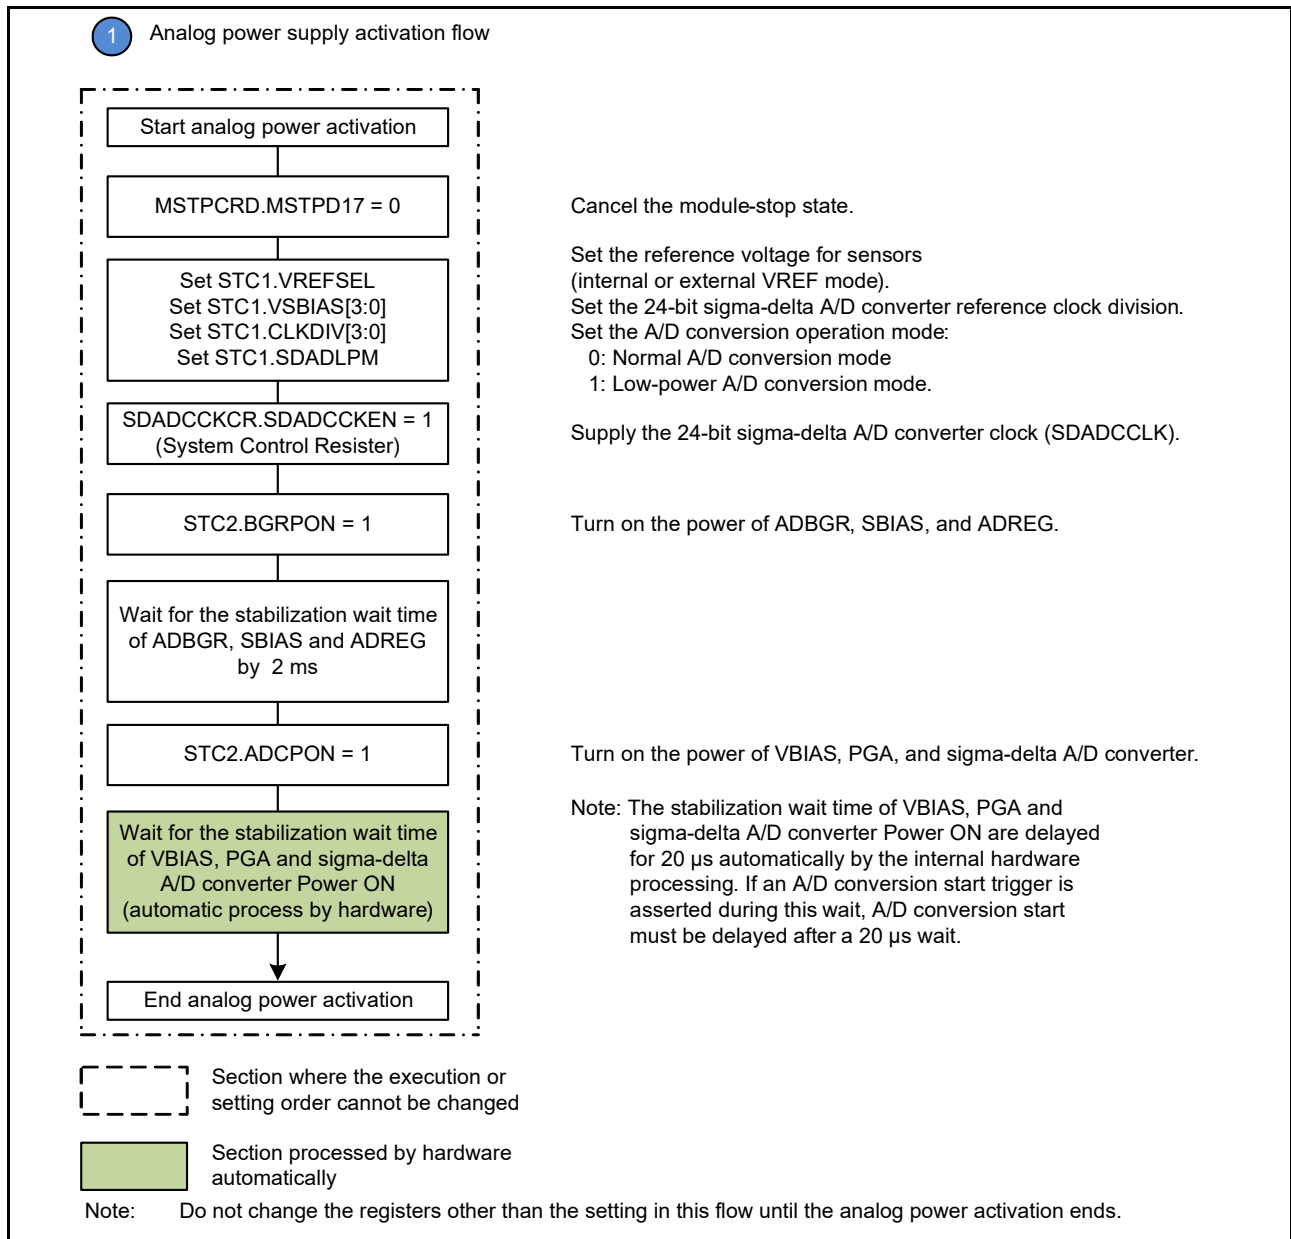 1 Analog power supply activation flow
Start analog power activation
MSTPCRD.MSTPD17 = 0
Cancel the module-stop state.
Set STC1.VREFSEL
Set STC1.VSBIAS[3:0]
Set STC1.CLKDIV[3:0]
Set STC1.SDADLPM
Set the reference voltage for sensors
(internal or external VREF mode).
Set the 24-bit sigma-delta A/D converter reference clock division.
Set the A/D conversion operation mode:
0: Normal A/D conversion mode
1: Low-power A/D conversion mode.
SDADCCKCR.SDADCCKEN = 1
(System Control Resister)
Supply the 24-bit sigma-delta A/D converter clock (SDADCCLK).
STC2.BGRPON = 1
Turn on the power of ADBGR, SBIAS, and ADREG.
Wait for the stabilization wait time
of ADBGR, SBIAS and ADREG
by 2 ms
STC2.ADCPON = 1
Turn on the power of VBIAS, PGA, and sigma-delta A/D converter.
Wait for the stabilization wait time
of VBIAS, PGA and sigma-delta
A/D converter Power ON
(automatic process by hardware)
Note: The stabilization wait time of VBIAS, PGA and
sigma-delta A/D converter Power ON are delayed
for 20 µs automatically by the internal hardware
processing. If an A/D conversion start trigger is
asserted during this wait, A/D conversion start
must be delayed after a 20 µs wait.
End analog power activation
Section where the execution or
setting order cannot be changed
Section processed by hardware
automatically
Note: Do not change the registers other than the setting in this flow until the analog power activation ends.